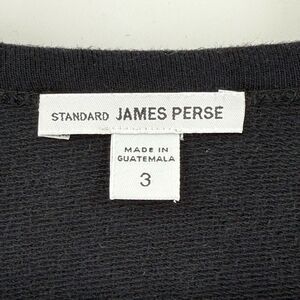 STANDARD JAMES PERSE
MADE IN
GUATEMALA
3